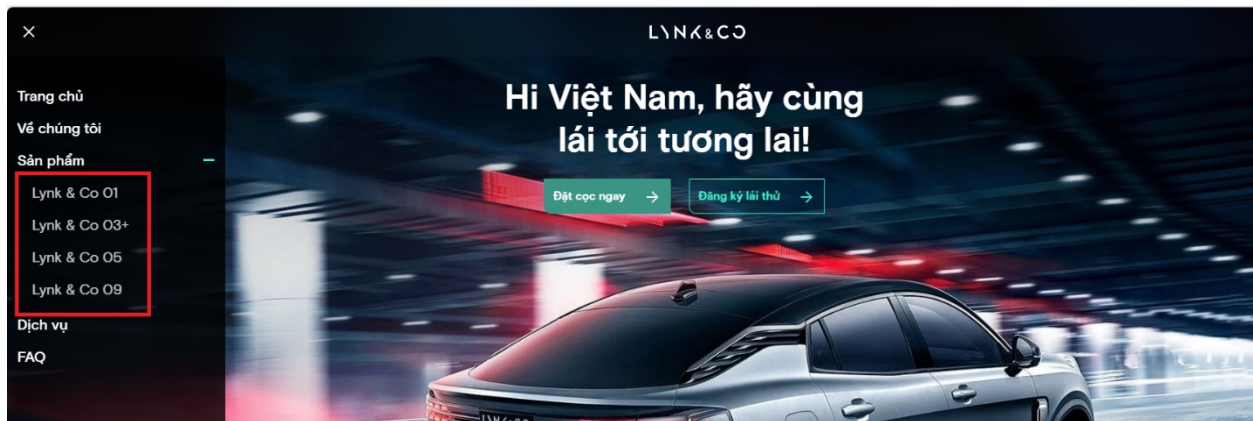 LYNK&CO
Trang chủ
Về chúng tôi
Sản phẩm
Lynk & Co 01
Lynk & Co 03+
Lynk & Co 05
Lynk & Co 09
Dịch vụ
FAQ
Hi Việt Nam, hãy cùng
lái tới tương lai!
Đặt cọc ngay →
Đăng ký lái thử →
LYNK&CO